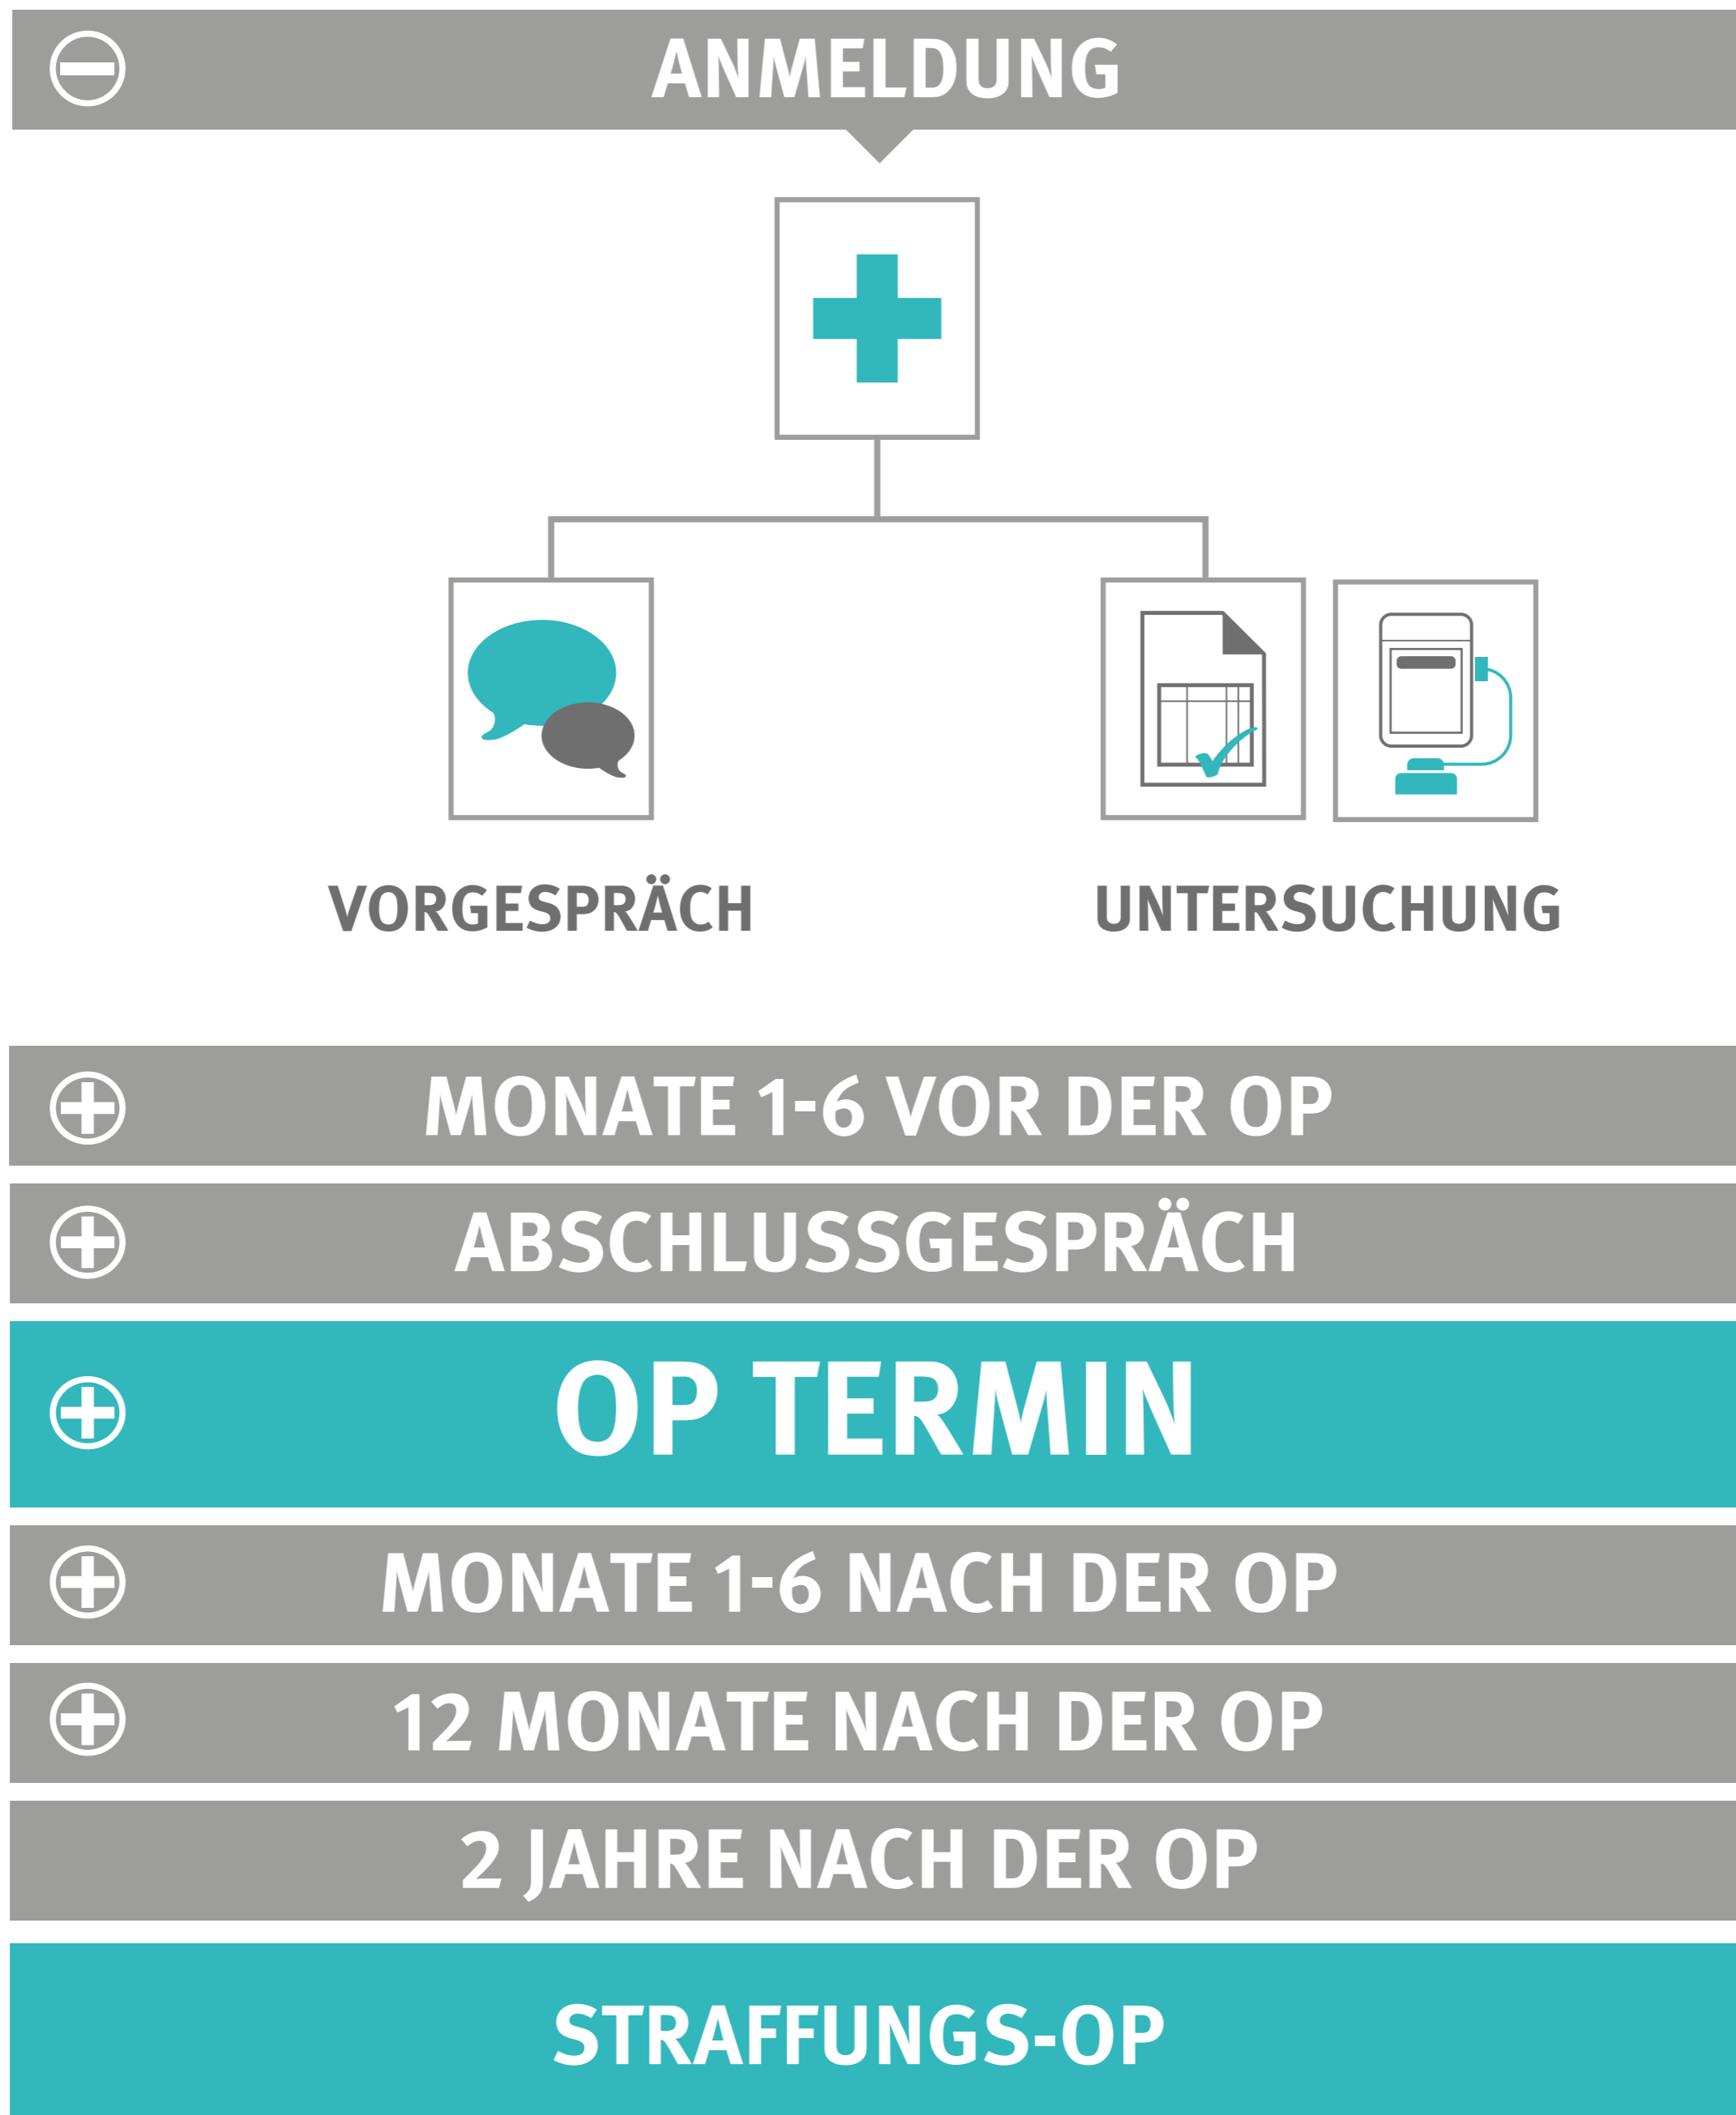 ANMELDUNG
VORGESPRÄCH
UNTERSUCHUNG
MONATE 1-6 VOR DER OP
ABSCHLUSSGESPRÄCH
OP TERMIN
MONATE 1-6 NACH DER OP
12 MONATE NACH DER OP
2 JAHRE NACH DER OP
STRAFFUNGS-OP